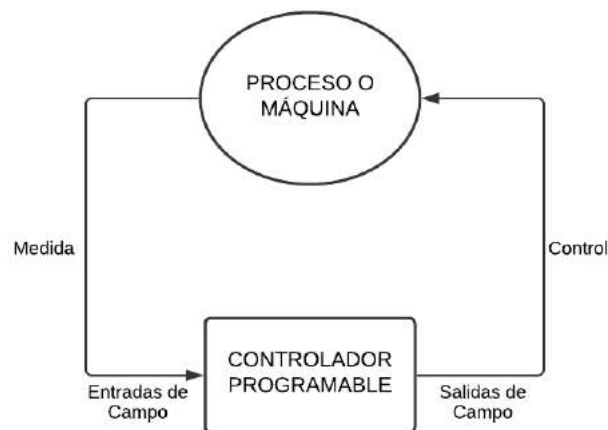 PROCESO O
MÁQUINA
Medida
Control
CONTROLADOR
PROGRAMABLE
Entradas de
Campo
Salidas de
Campo